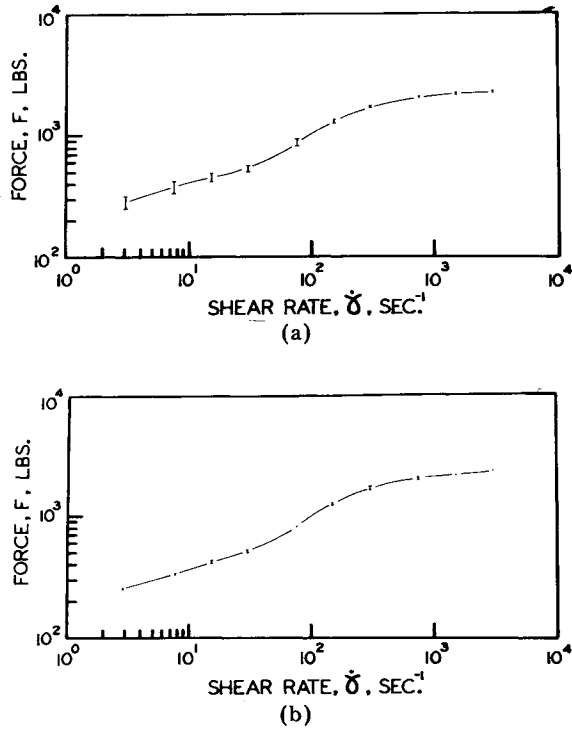 10⁴
10³
10²
FORCE, F, LBS.
10⁰ 10¹ 10² 10³ 10⁴
SHEAR RATE, γ̇, SEC.⁻¹
(a)
10⁴
10³
10²
FORCE, F, LBS.
10⁰ 10¹ 10² 10³ 10⁴
SHEAR RATE, γ̇, SEC.⁻¹
(b)